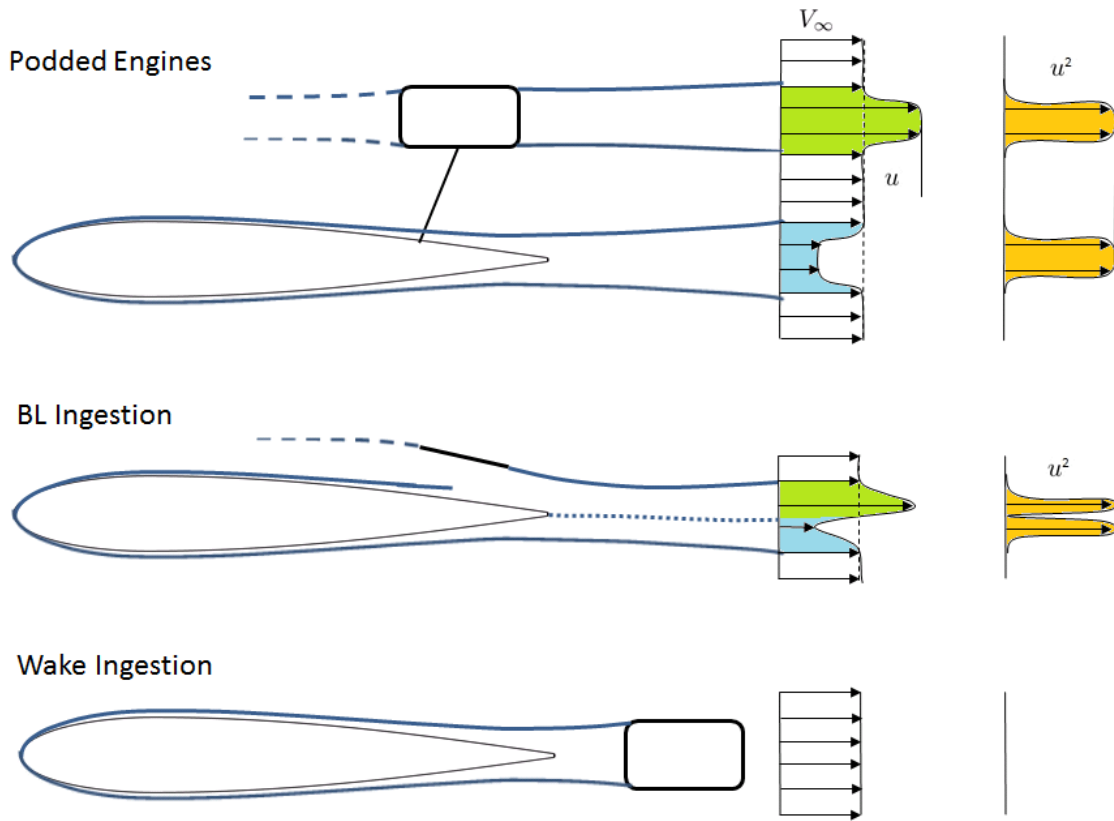 V∞
Podded Engines
u²
u
BL Ingestion
u²
Wake Ingestion